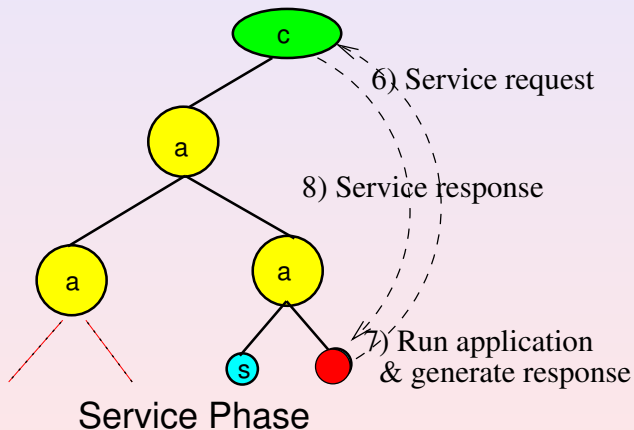 c
6) Service request
a
8) Service response
a
a
7) Run application
s
& generate response
Service Phase